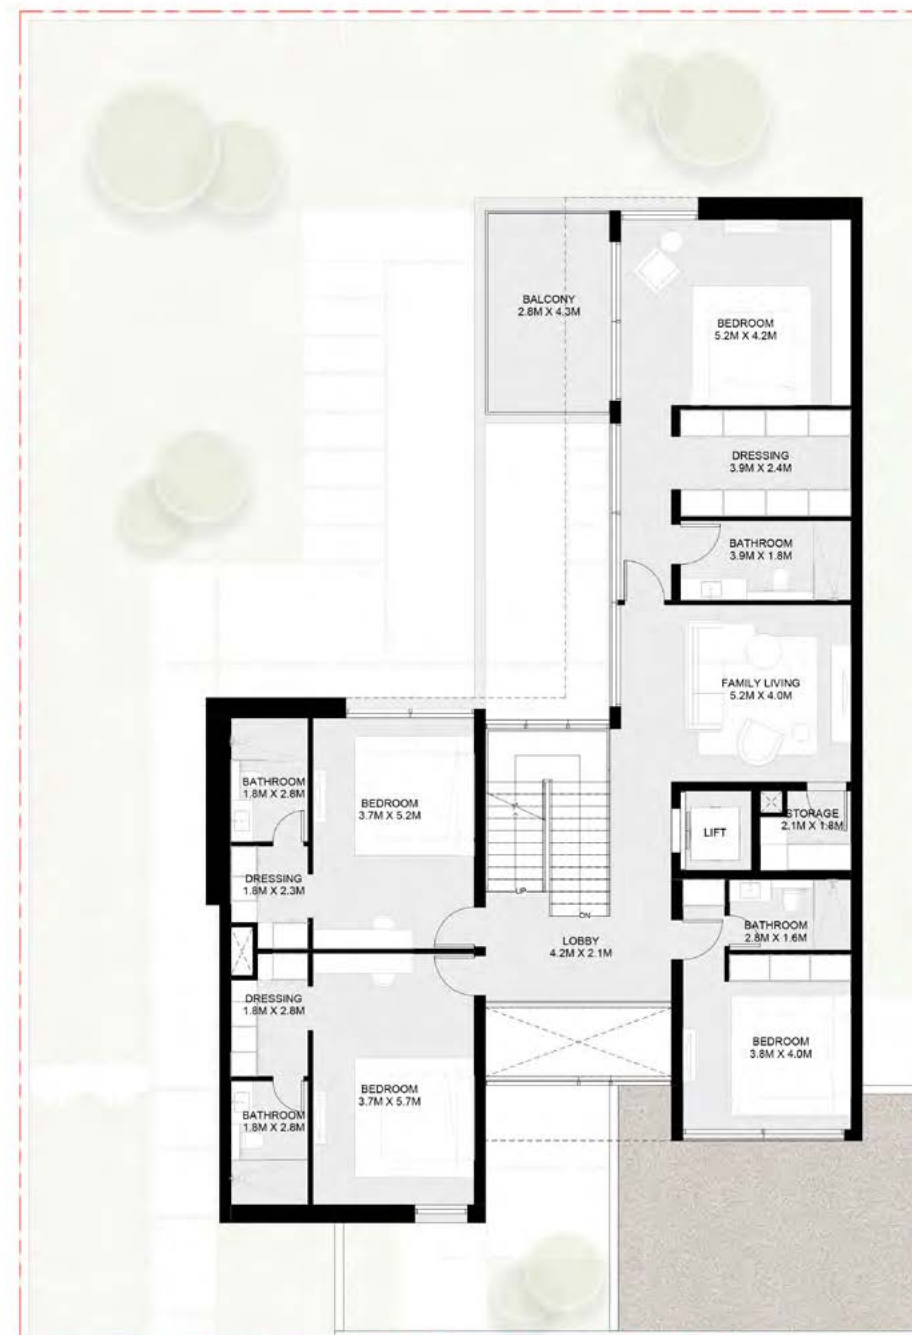 BALCONY
2.8M X 4.3M
BEDROOM
5.2M X 4.2M
DRESSING
3.9M X 2.4M
BATHROOM
3.9M X 1.8M
FAMILY LIVING
5.2M X 4.0M
BATHROOM
1.8M X 2.8M
BEDROOM
3.7M X 5.2M
LIFT
STORAGE
2.1M X 1.8M
DRESSING
1.8M X 2.3M
UP
DN
LOBBY
4.2M X 2.1M
BATHROOM
2.8M X 1.6M
DRESSING
1.8M X 2.8M
BEDROOM
3.8M X 4.0M
BEDROOM
3.7M X 5.7M
BATHROOM
1.8M X 2.8M